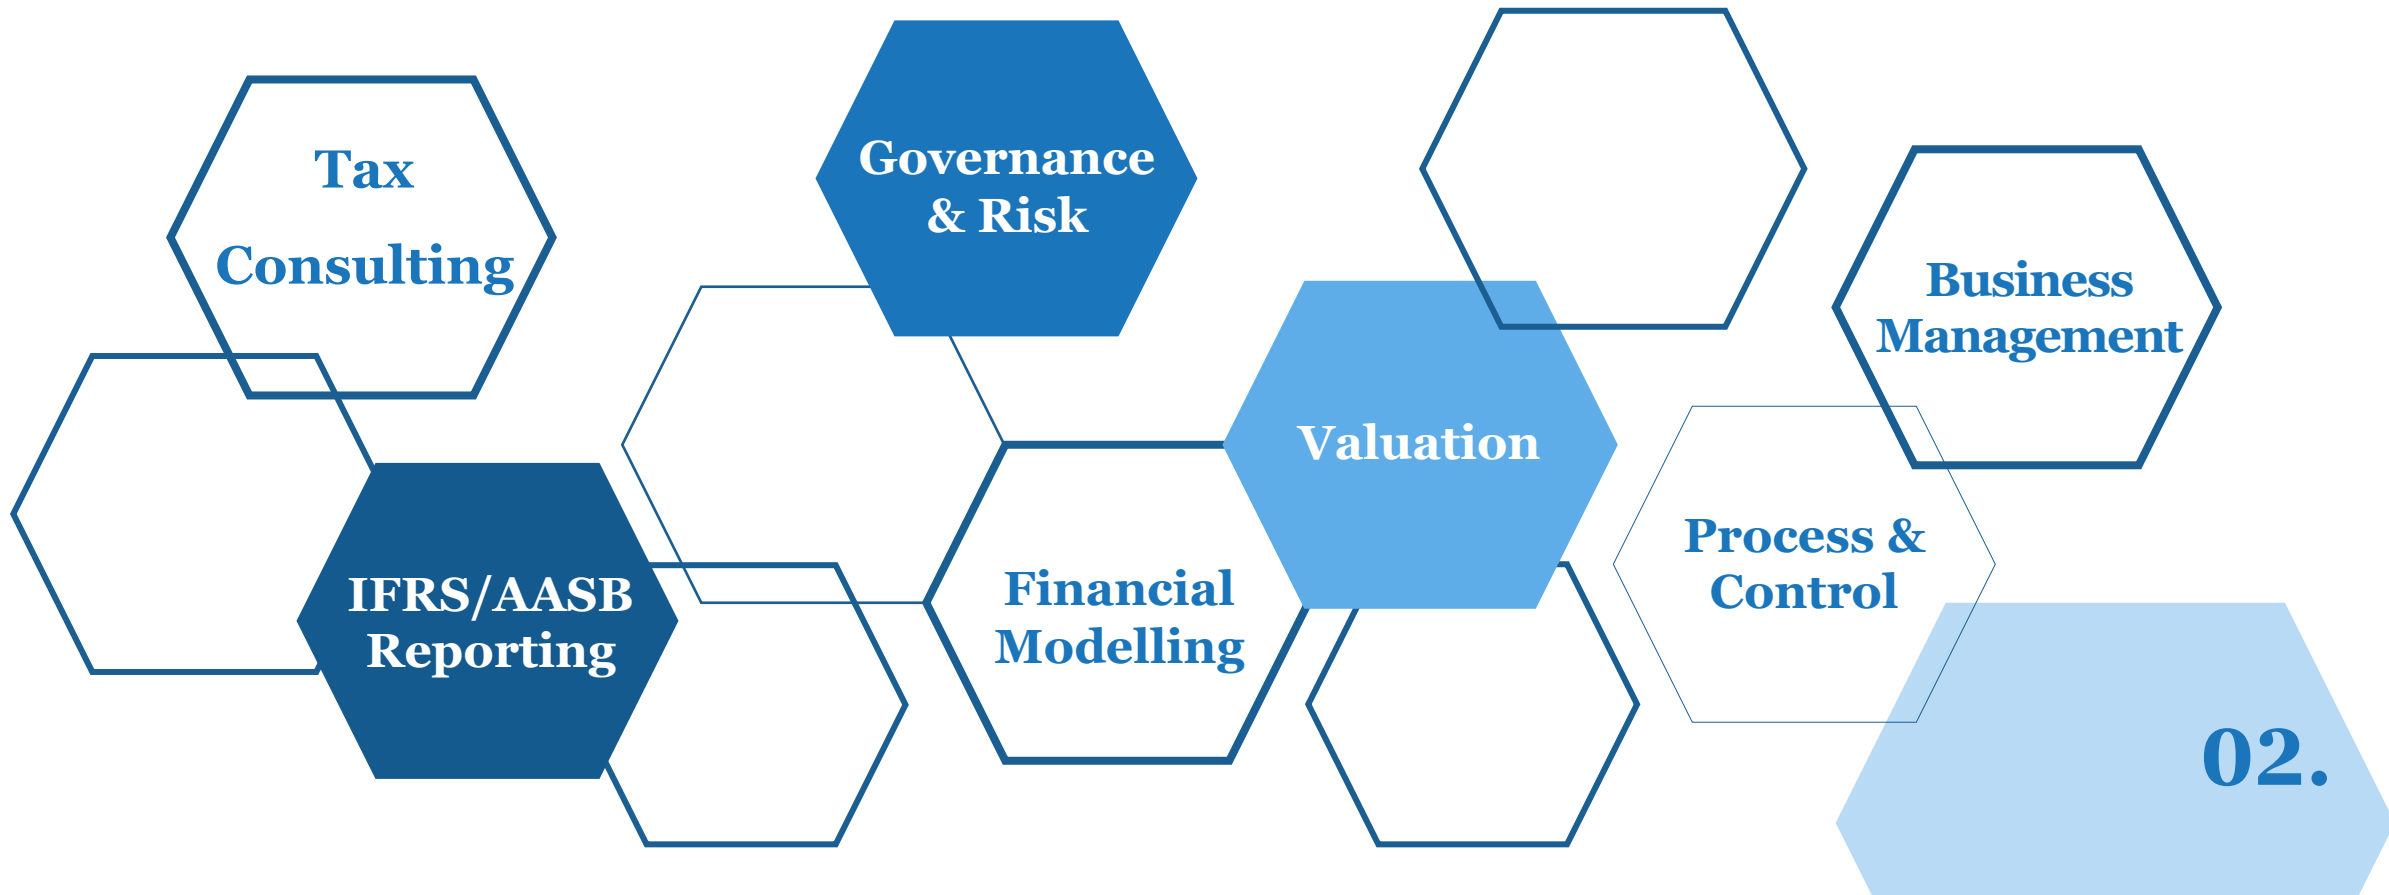 Tax
Consulting
Governance
& Risk
Business
Management
Valuation
IFRS/AASB
Reporting
Financial
Modelling
Process &
Control
02.